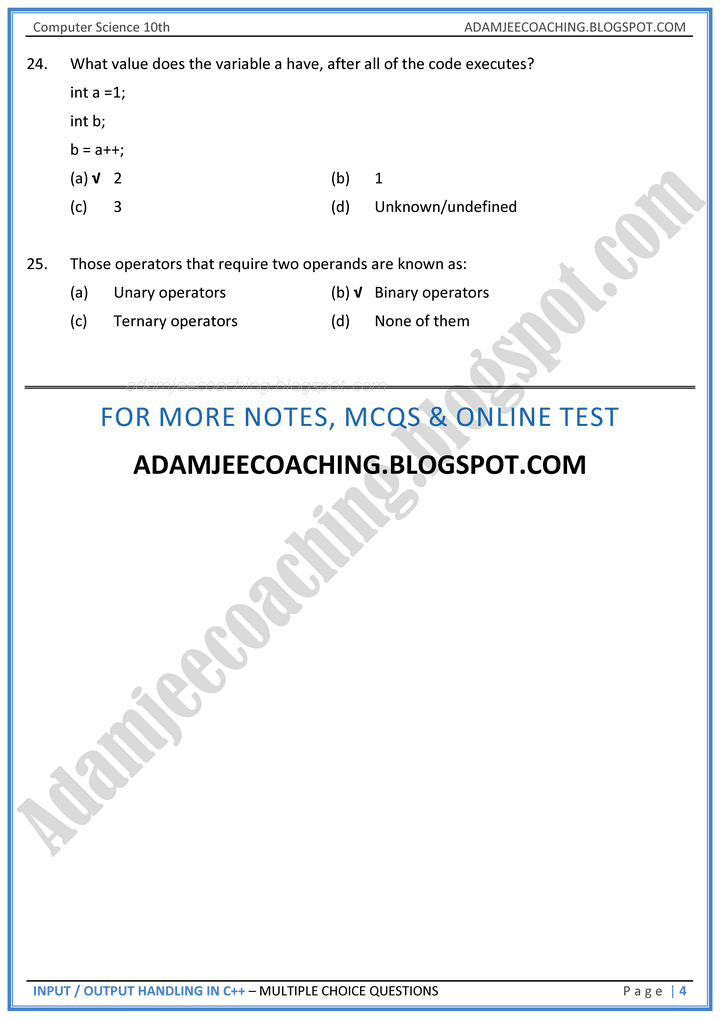 Computer Science 10th ADAMJEECOACHING.BLOGSPOT.COM
24. What value does the variable a have, after all of the code executes?
int a =1;
int b;
b = a++;
(a) √ 2 (b) 1
(c) 3 (d) Unknown/undefined
25. Those operators that require two operands are known as:
(a) Unary operators (b) √ Binary operators
(c) Ternary operators (d) None of them
adamjeecoaching.blogspot.com
FOR MORE NOTES, MCQS & ONLINE TEST
ADAMJEECOACHING.BLOGSPOT.COM
Adamjeecoaching.blogspot.com
INPUT / OUTPUT HANDLING IN C++ – MULTIPLE CHOICE QUESTIONS Page | 4